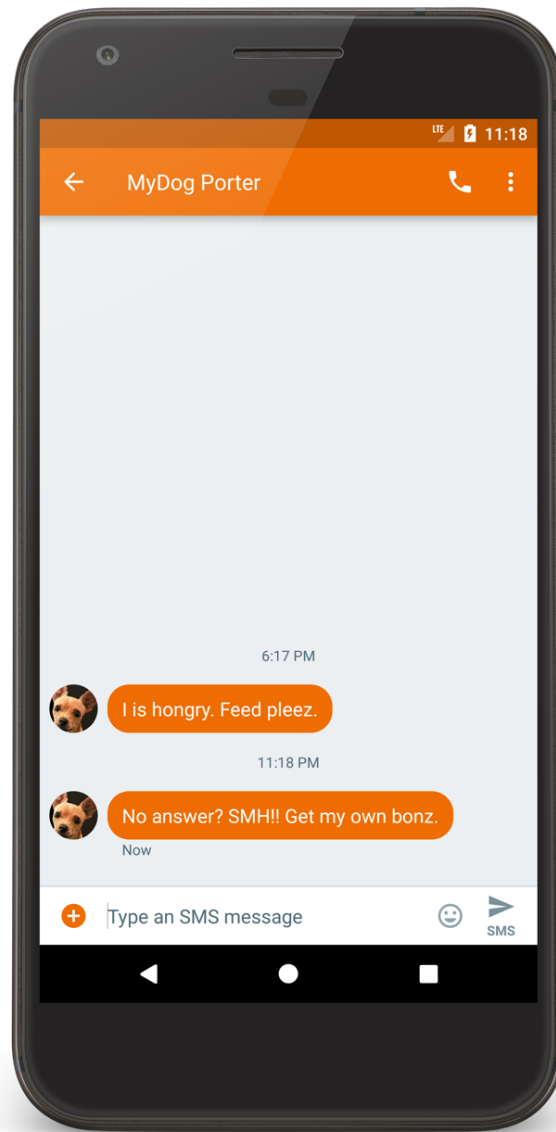 LTE 11:18
MyDog Porter
6:17 PM
I is hongry. Feed pleez.
11:18 PM
No answer? SMH!! Get my own bonz.
Now
Type an SMS message
SMS